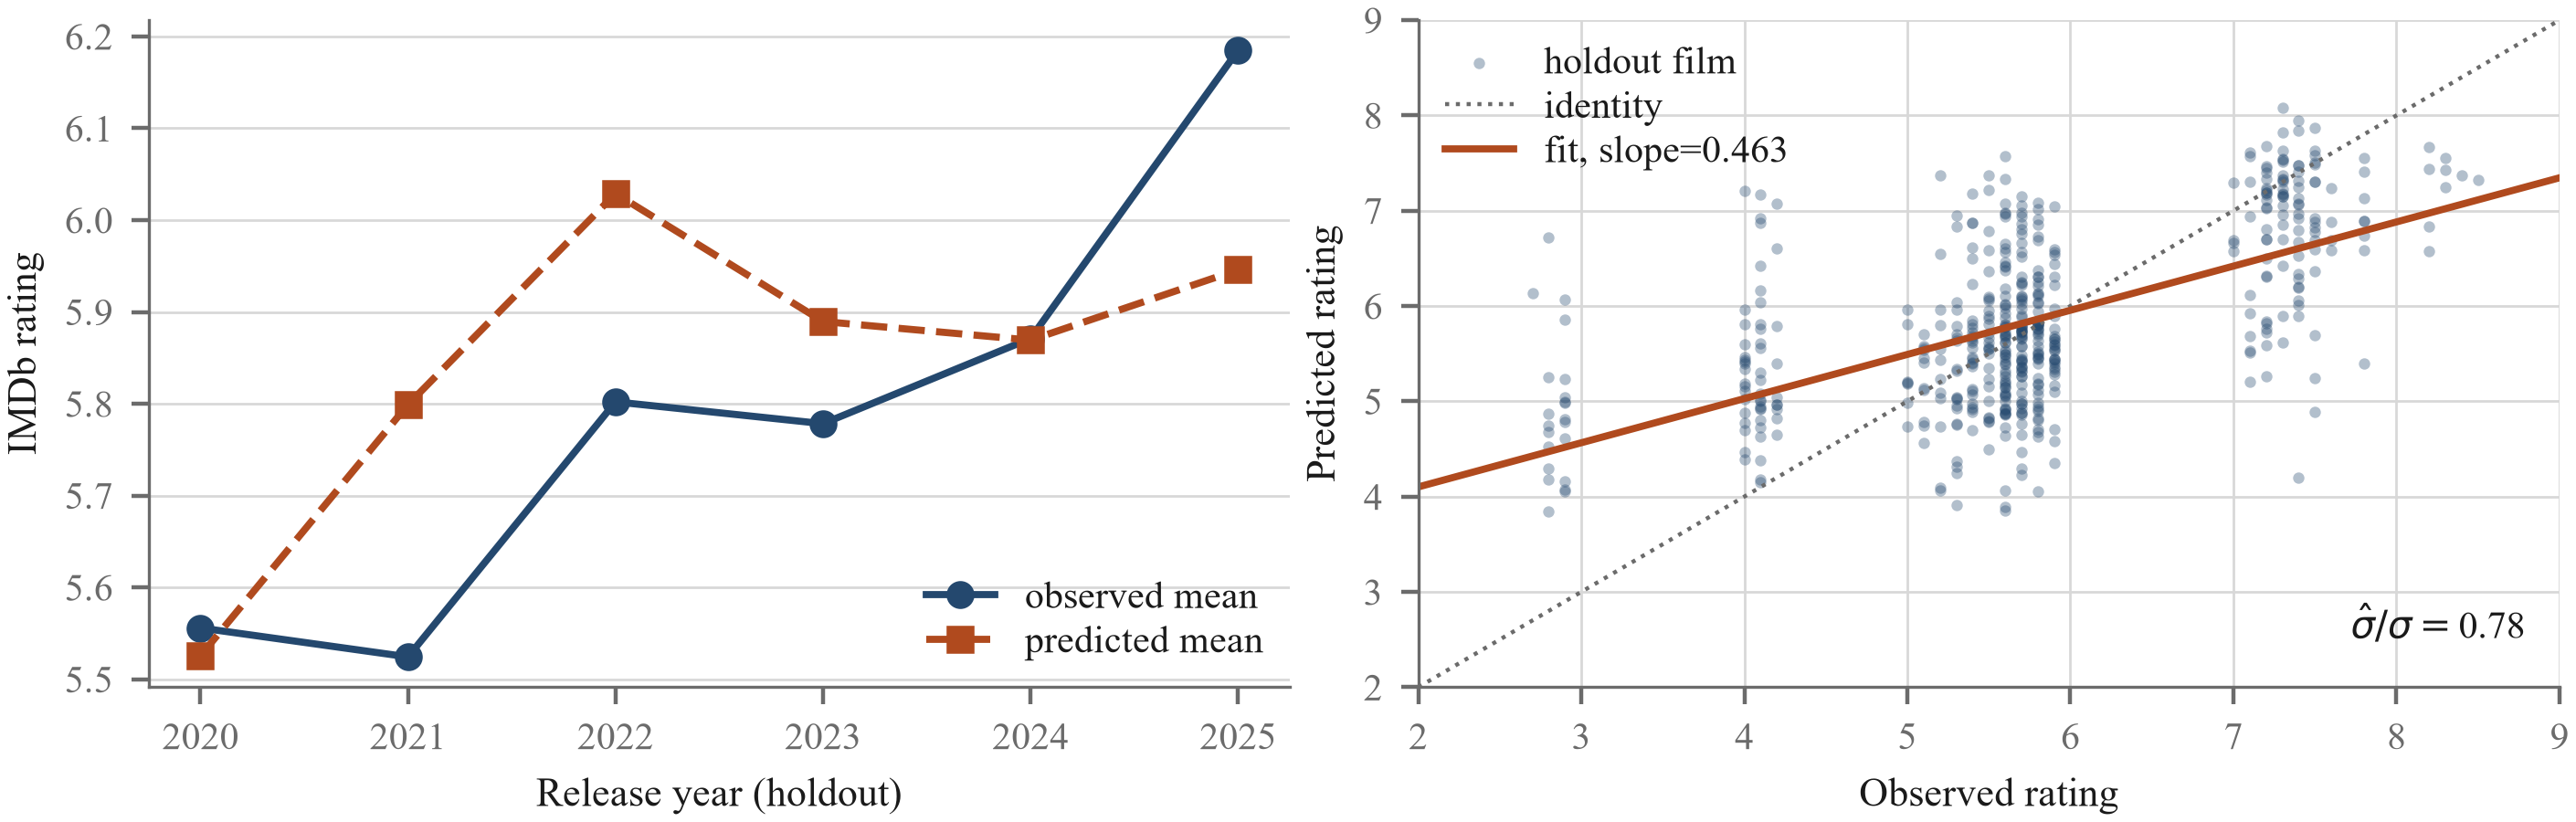 IMDb rating
6.2
6.1
6.0
5.9
5.8
5.7
5.6
5.5
observed mean
predicted mean
2020 2021 2022 2023 2024 2025
Release year (holdout)
Predicted rating
9
8
7
6
5
4
3
2
holdout film
identity
fit, slope=0.463
σ̂/σ = 0.78
2 3 4 5 6 7 8 9
Observed rating